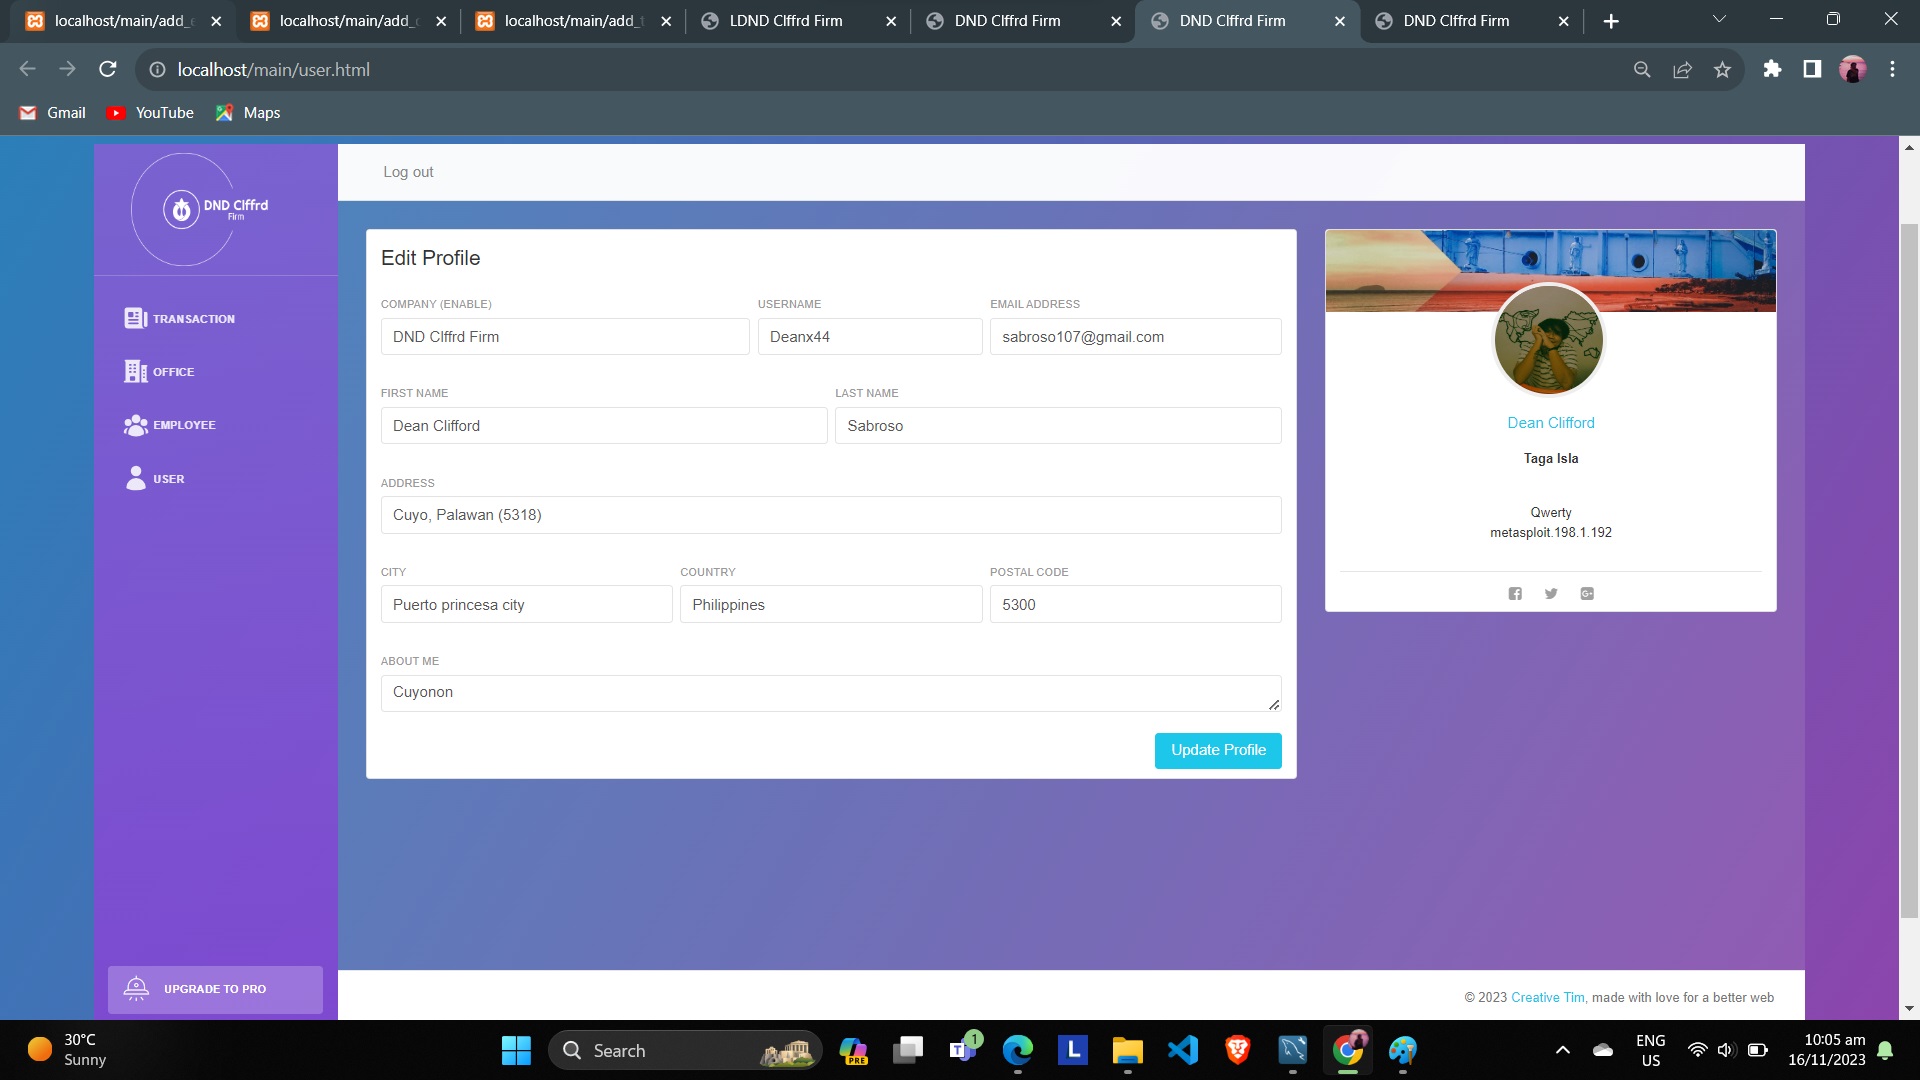 localhost/main/add_
localhost/main/add_
localhost/main/add_
LDND Clffrd Firm
DND Clffrd Firm
DND Clffrd Firm
DND Clffrd Firm
localhost/main/user.html
Gmail
YouTube
Maps
DND Clffrd
Firm
Log out
TRANSACTION
OFFICE
EMPLOYEE
USER
UPGRADE TO PRO
Edit Profile
COMPANY (ENABLE)
USERNAME
EMAIL ADDRESS
DND Clffrd Firm
Deanx44
sabroso107@gmail.com
FIRST NAME
LAST NAME
Dean Clifford
Sabroso
ADDRESS
Cuyo, Palawan (5318)
CITY
COUNTRY
POSTAL CODE
Puerto princesa city
Philippines
5300
ABOUT ME
Cuyonon
Update Profile
Dean Clifford
Taga Isla
Qwerty
metasploit.198.1.192
© 2023 Creative Tim, made with love for a better web
30°C
Sunny
Search
PRE
1
L
ENG
US
10:05 am
16/11/2023